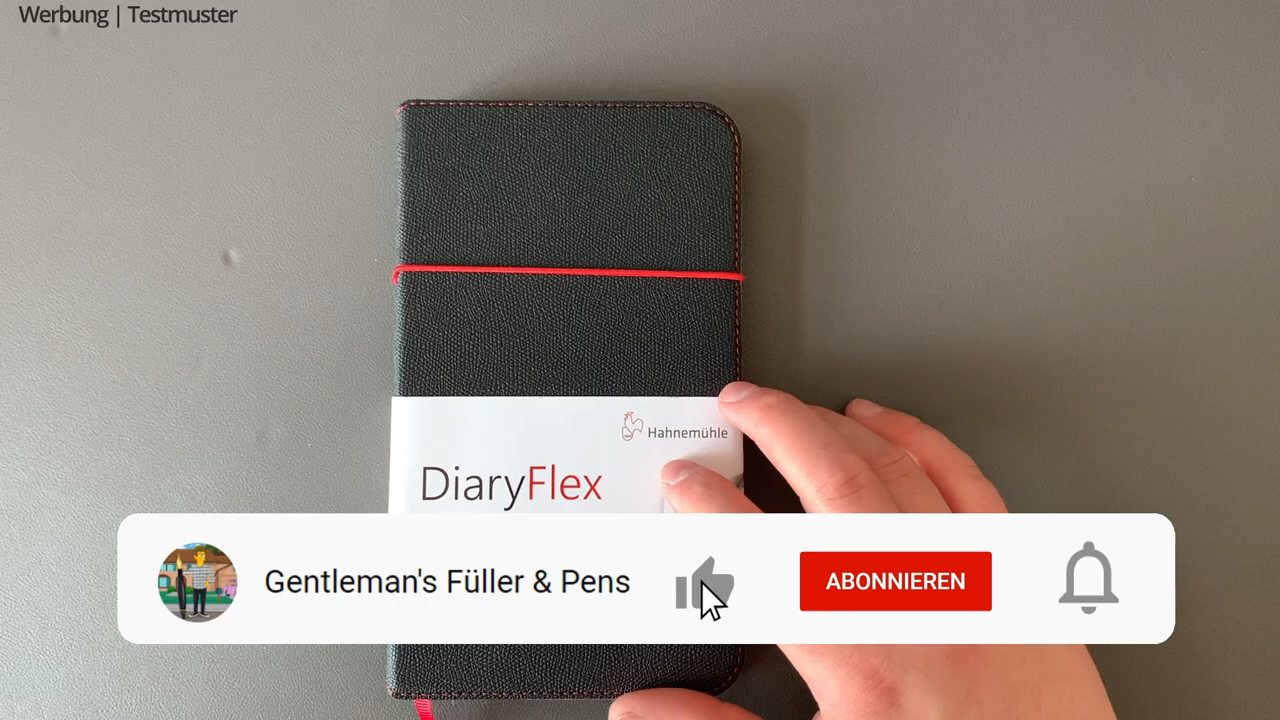 Werbung | Testmuster
Hahnemühle
DiaryFlex
Gentleman's Füller & Pens
ABONNIEREN